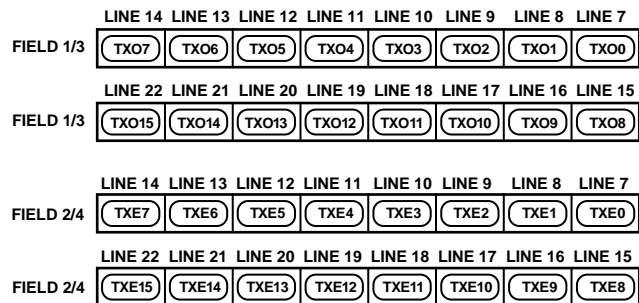 LINE 14 LINE 13 LINE 12 LINE 11 LINE 10 LINE 9 LINE 8 LINE 7
FIELD 1/3 TXO7 TXO6 TXO5 TXO4 TXO3 TXO2 TXO1 TXO0
LINE 22 LINE 21 LINE 20 LINE 19 LINE 18 LINE 17 LINE 16 LINE 15
FIELD 1/3 TXO15 TXO14 TXO13 TXO12 TXO11 TXO10 TXO9 TXO8
LINE 14 LINE 13 LINE 12 LINE 11 LINE 10 LINE 9 LINE 8 LINE 7
FIELD 2/4 TXE7 TXE6 TXE5 TXE4 TXE3 TXE2 TXE1 TXE0
LINE 22 LINE 21 LINE 20 LINE 19 LINE 18 LINE 17 LINE 16 LINE 15
FIELD 2/4 TXE15 TXE14 TXE13 TXE12 TXE11 TXE10 TXE9 TXE8